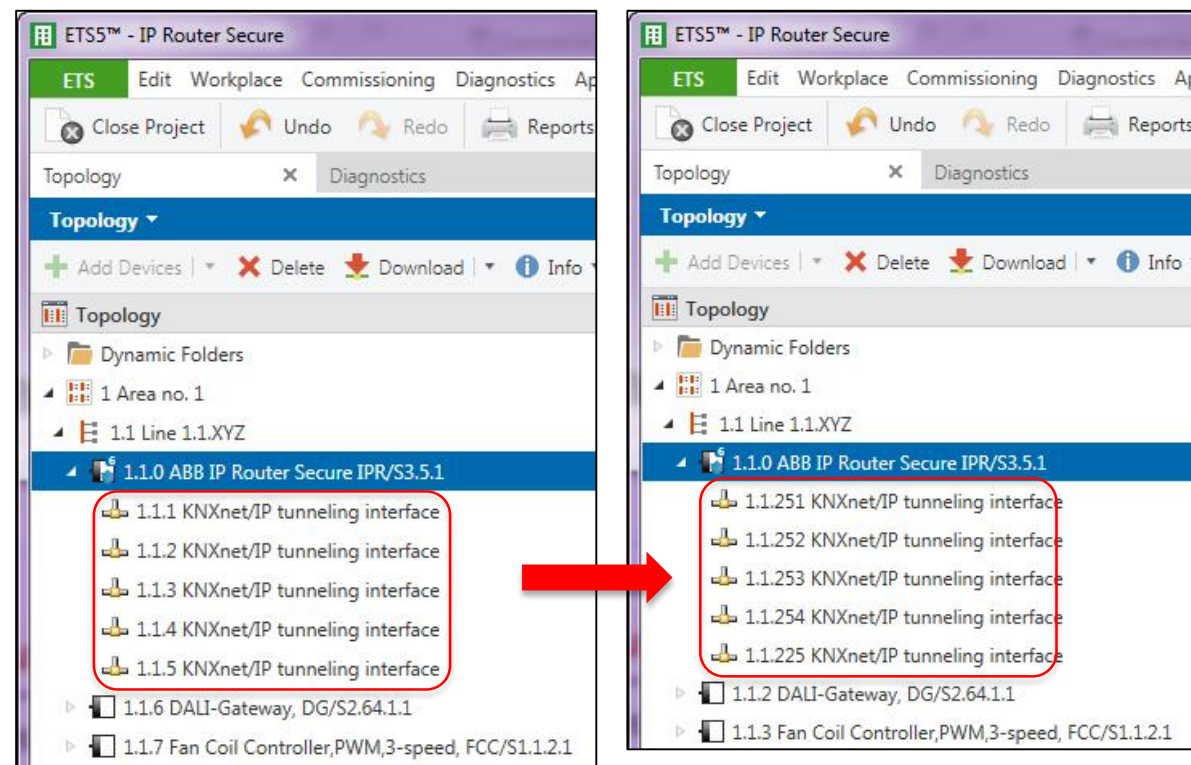 ETS5™ - IP Router Secure
ETS Edit Workplace Commissioning Diagnostics Ap
Close Project Undo Redo Reports
Topology Diagnostics
Topology
Add Devices Delete Download Info
Topology
Dynamic Folders
1 Area no. 1
1.1 Line 1.1.XYZ
6
1.1.0 ABB IP Router Secure IPR/S3.5.1
1.1.1 KNXnet/IP tunneling interface
1.1.2 KNXnet/IP tunneling interface
1.1.3 KNXnet/IP tunneling interface
1.1.4 KNXnet/IP tunneling interface
1.1.5 KNXnet/IP tunneling interface
1.1.6 DALI-Gateway, DG/S2.64.1.1
1.1.7 Fan Coil Controller,PWM,3-speed, FCC/S1.1.2.1
ETS5™ - IP Router Secure
ETS Edit Workplace Commissioning Diagnostics Ap
Close Project Undo Redo Reports
Topology Diagnostics
Topology
Add Devices Delete Download Info
Topology
Dynamic Folders
1 Area no. 1
1.1 Line 1.1.XYZ
6
1.1.0 ABB IP Router Secure IPR/S3.5.1
1.1.251 KNXnet/IP tunneling interface
1.1.252 KNXnet/IP tunneling interface
1.1.253 KNXnet/IP tunneling interface
1.1.254 KNXnet/IP tunneling interface
1.1.225 KNXnet/IP tunneling interface
1.1.2 DALI-Gateway, DG/S2.64.1.1
1.1.3 Fan Coil Controller,PWM,3-speed, FCC/S1.1.2.1